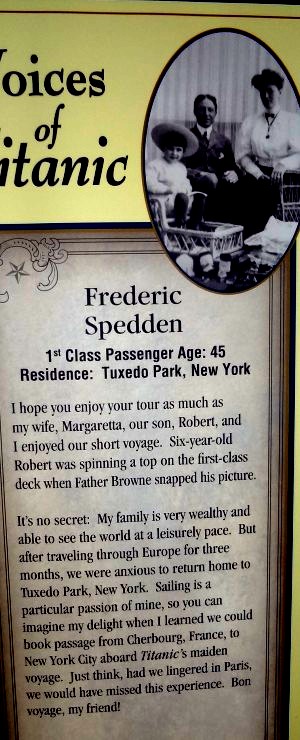 Voices
of
Titanic
Frederic
Spedden
1st Class Passenger Age: 45
Residence: Tuxedo Park, New York
I hope you enjoy your tour as much as
my wife, Margaretta, our son, Robert, and
I enjoyed our short voyage. Six-year-old
Robert was spinning a top on the first-class
deck when Father Browne snapped his picture.
It's no secret: My family is very wealthy and
able to see the world at a leisurely pace. But
after traveling through Europe for three
months, we were anxious to return home to
Tuxedo Park, New York. Sailing is a
particular passion of mine, so you can
imagine my delight when I learned we could
book passage from Cherbourg, France, to
New York City aboard Titanic's maiden
voyage. Just think, had we lingered in Paris,
we would have missed this experience. Bon
voyage, my friend!